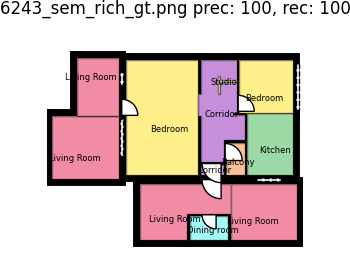 6243_sem_rich_gt.png prec: 100, rec: 100
Living Room
Studio
Bedroom
Corridor
Bedroom
Kitchen
Living Room
Balcony
Corridor
Living Room
Living Room
Dining room